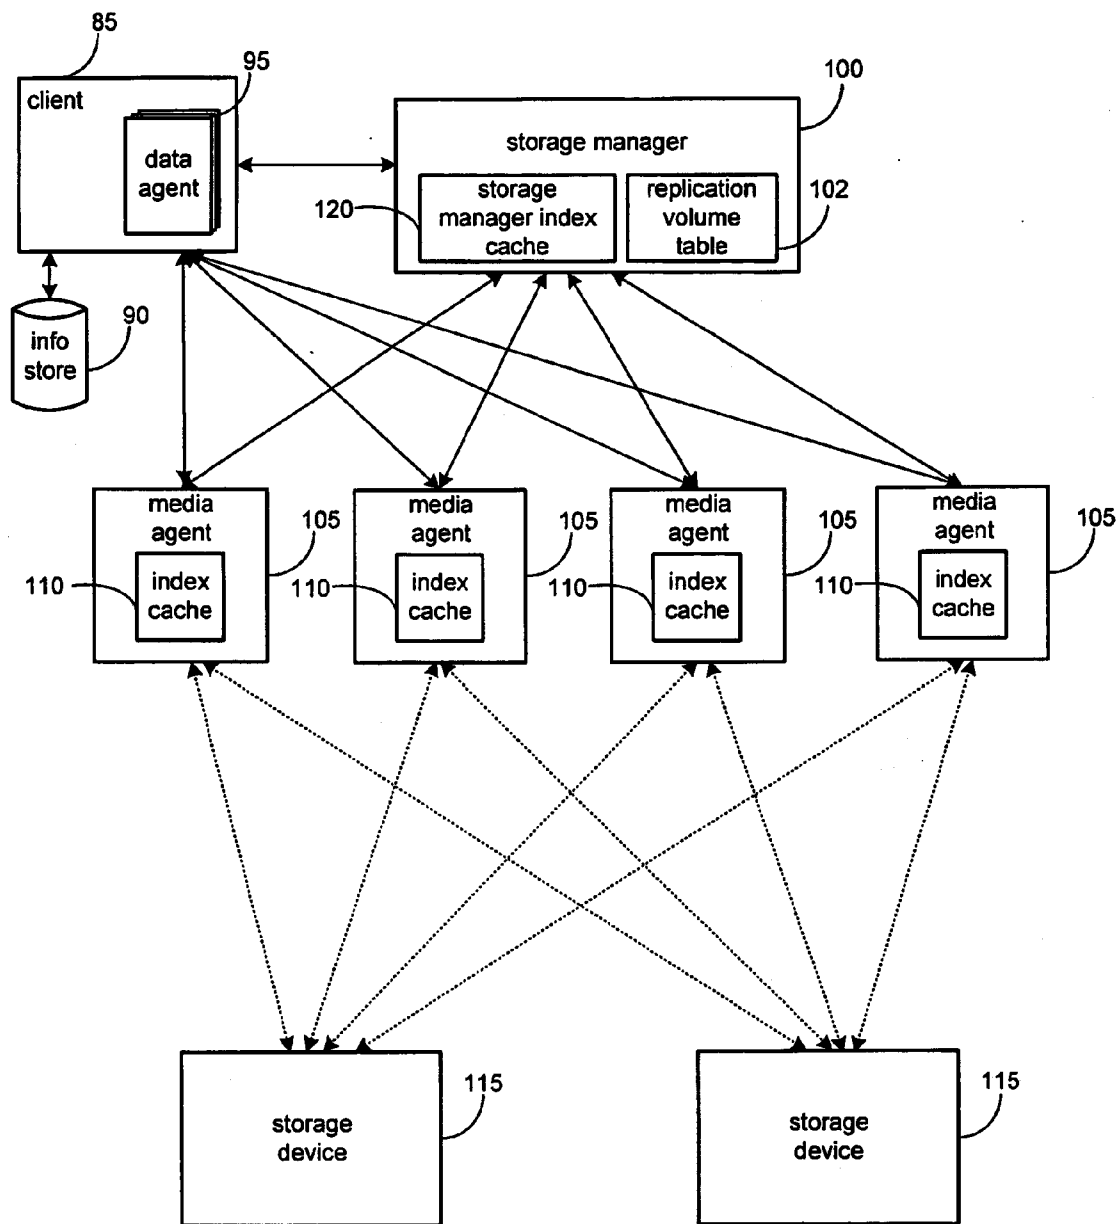 85
95
client
data
agent
100
storage manager
120
storage
manager index
cache
replication
volume
table
102
info
store
90
media
agent
105
110
index
cache
media
agent
105
110
index
cache
media
agent
105
110
index
cache
media
agent
105
110
index
cache
storage
device
115
storage
device
115